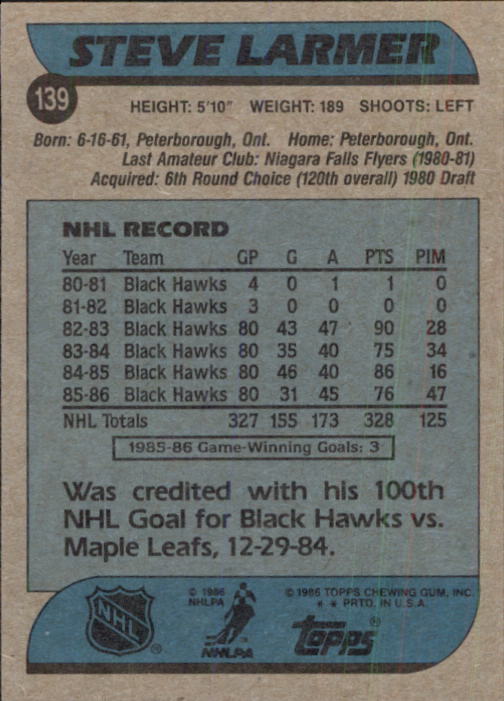 STEVE LARMER
139
HEIGHT: 5'10" WEIGHT: 189 SHOOTS: LEFT
Born: 6-16-61, Peterborough, Ont. Home: Peterborough, Ont.
Last Amateur Club: Niagara Falls Flyers (1980-81)
Acquired: 6th Round Choice (120th overall) 1980 Draft
NHL RECORD
Year Team GP G A PTS PIM
80-81 Black Hawks 4 0 1 1 0
81-82 Black Hawks 3 0 0 0 0
82-83 Black Hawks 80 43 47 90 28
83-84 Black Hawks 80 35 40 75 34
84-85 Black Hawks 80 46 40 86 16
85-86 Black Hawks 80 31 45 76 47
NHL Totals 327 155 173 328 125
1985-86 Game-Winning Goals: 3
Was credited with his 100th
NHL Goal for Black Hawks vs.
Maple Leafs, 12-29-84.
NHL ®
© 1986
NHLPA
NHLPA
© 1986 TOPPS CHEWING GUM, INC.
* * PRTD. IN U.S.A.
topps ®